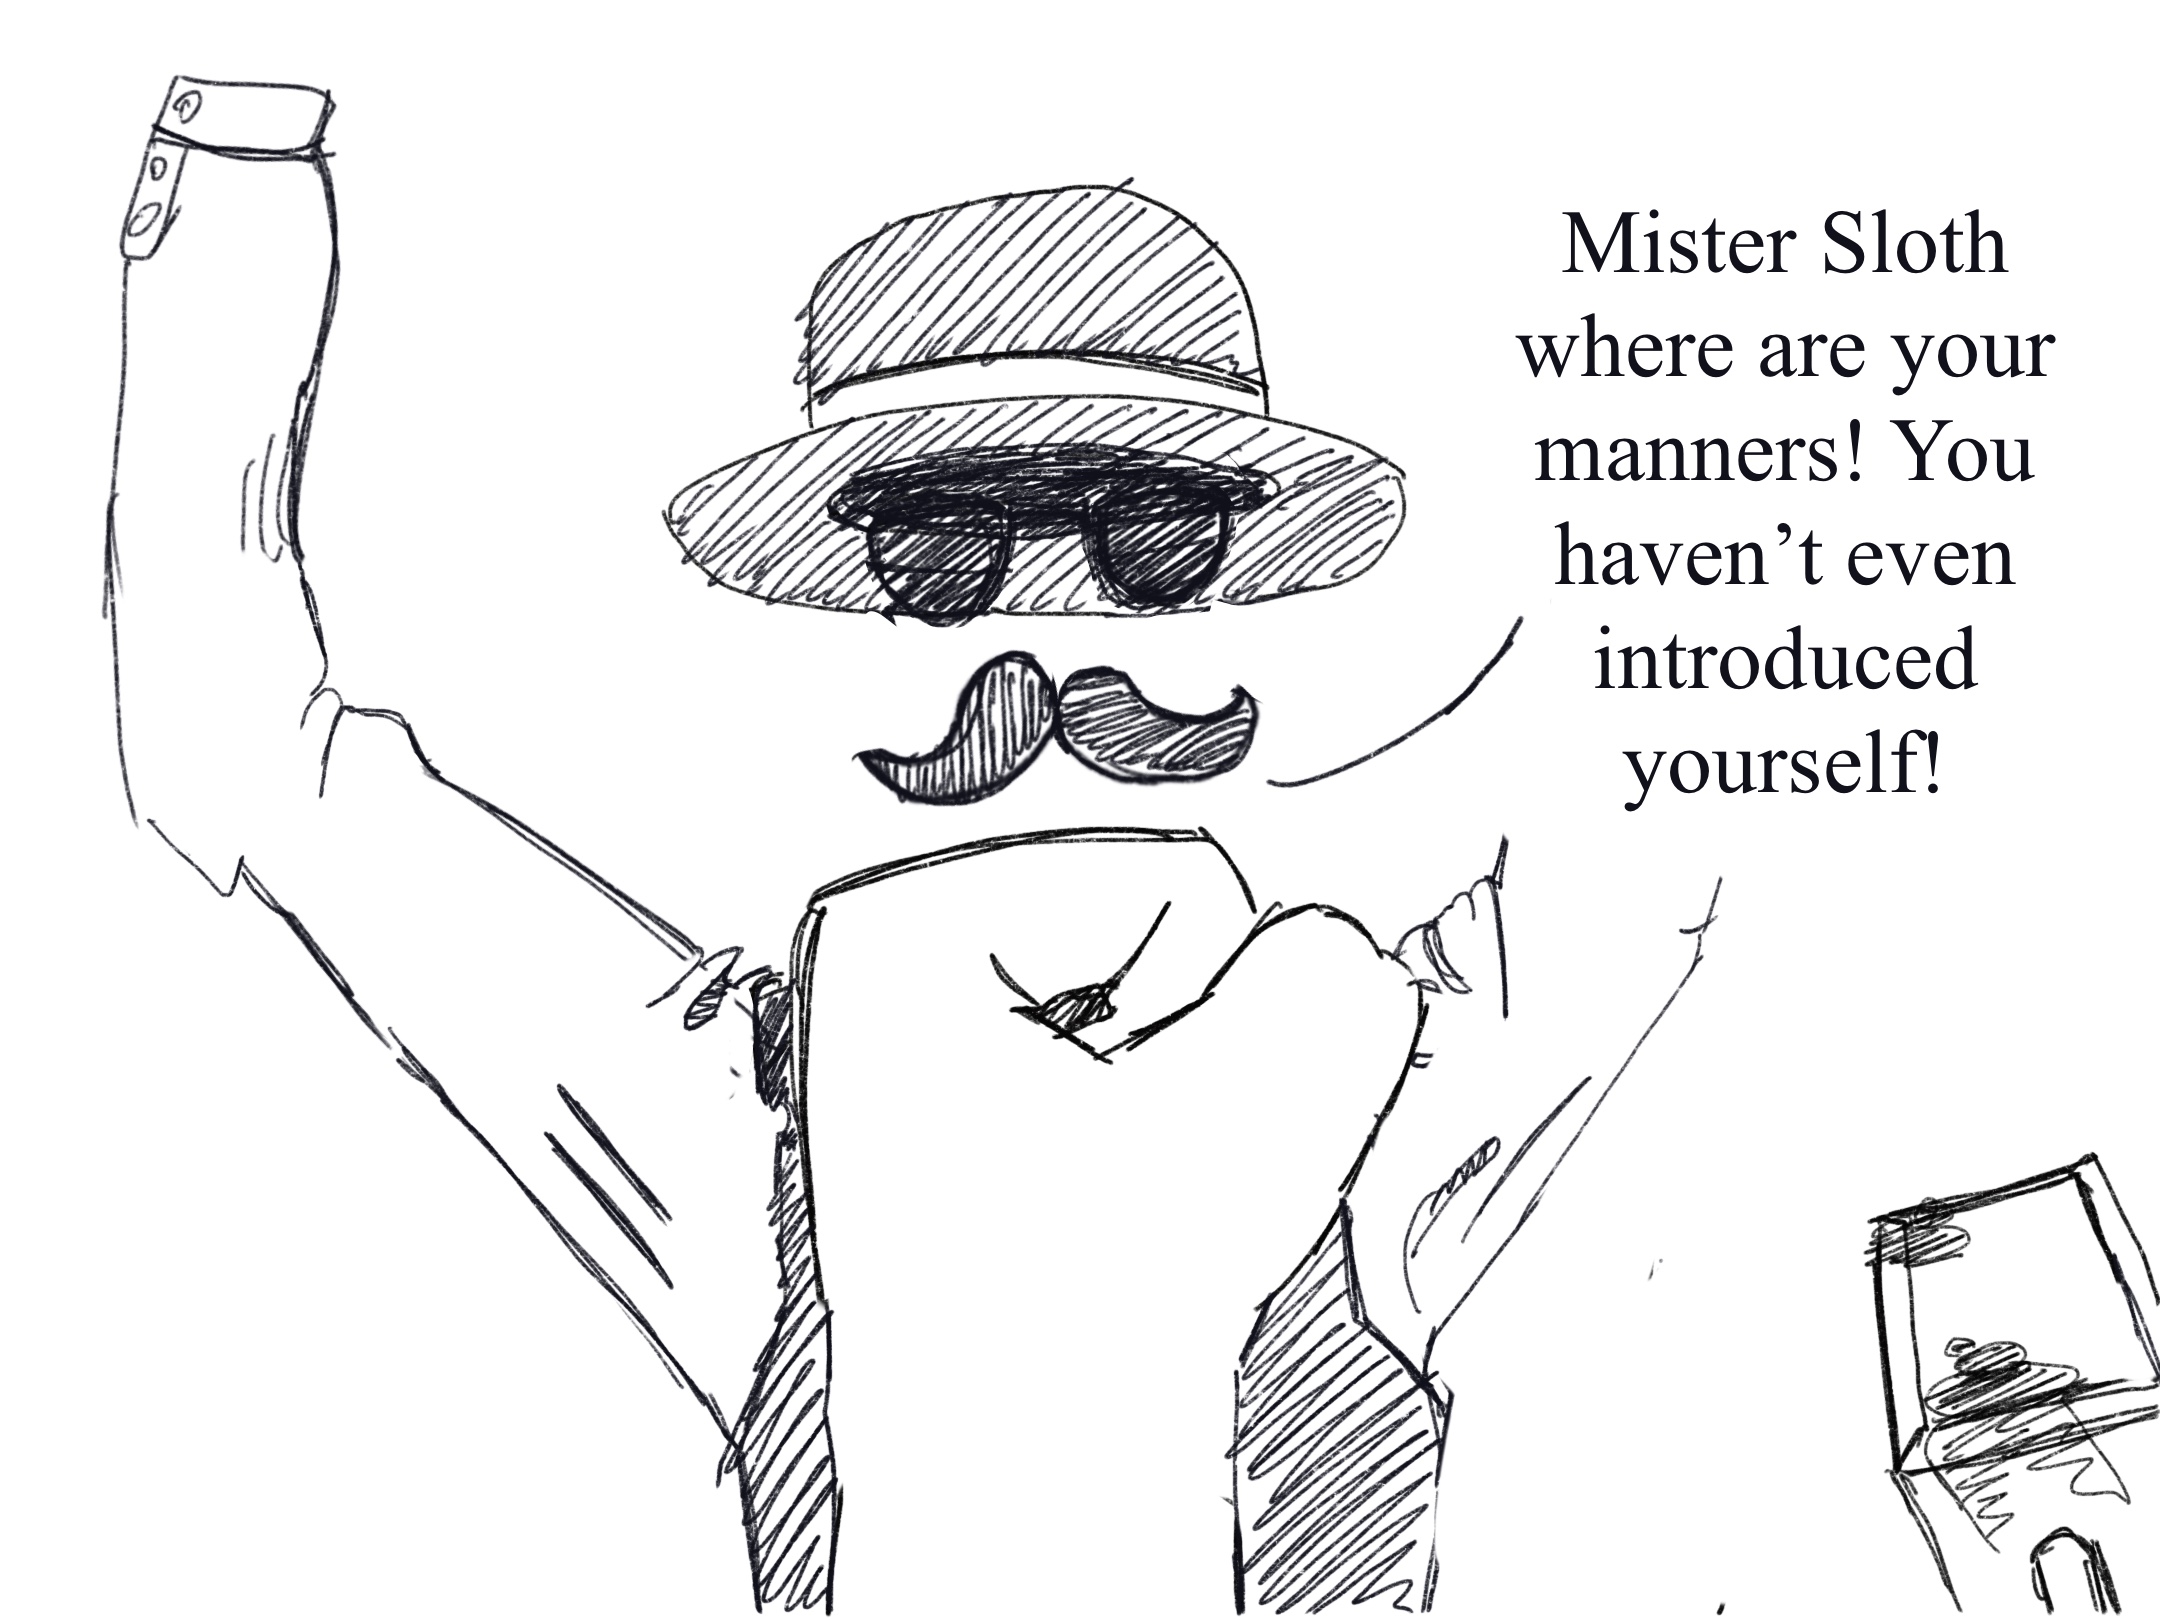 Mister Sloth
where are your
manners! You
haven’t even
introduced
yourself!